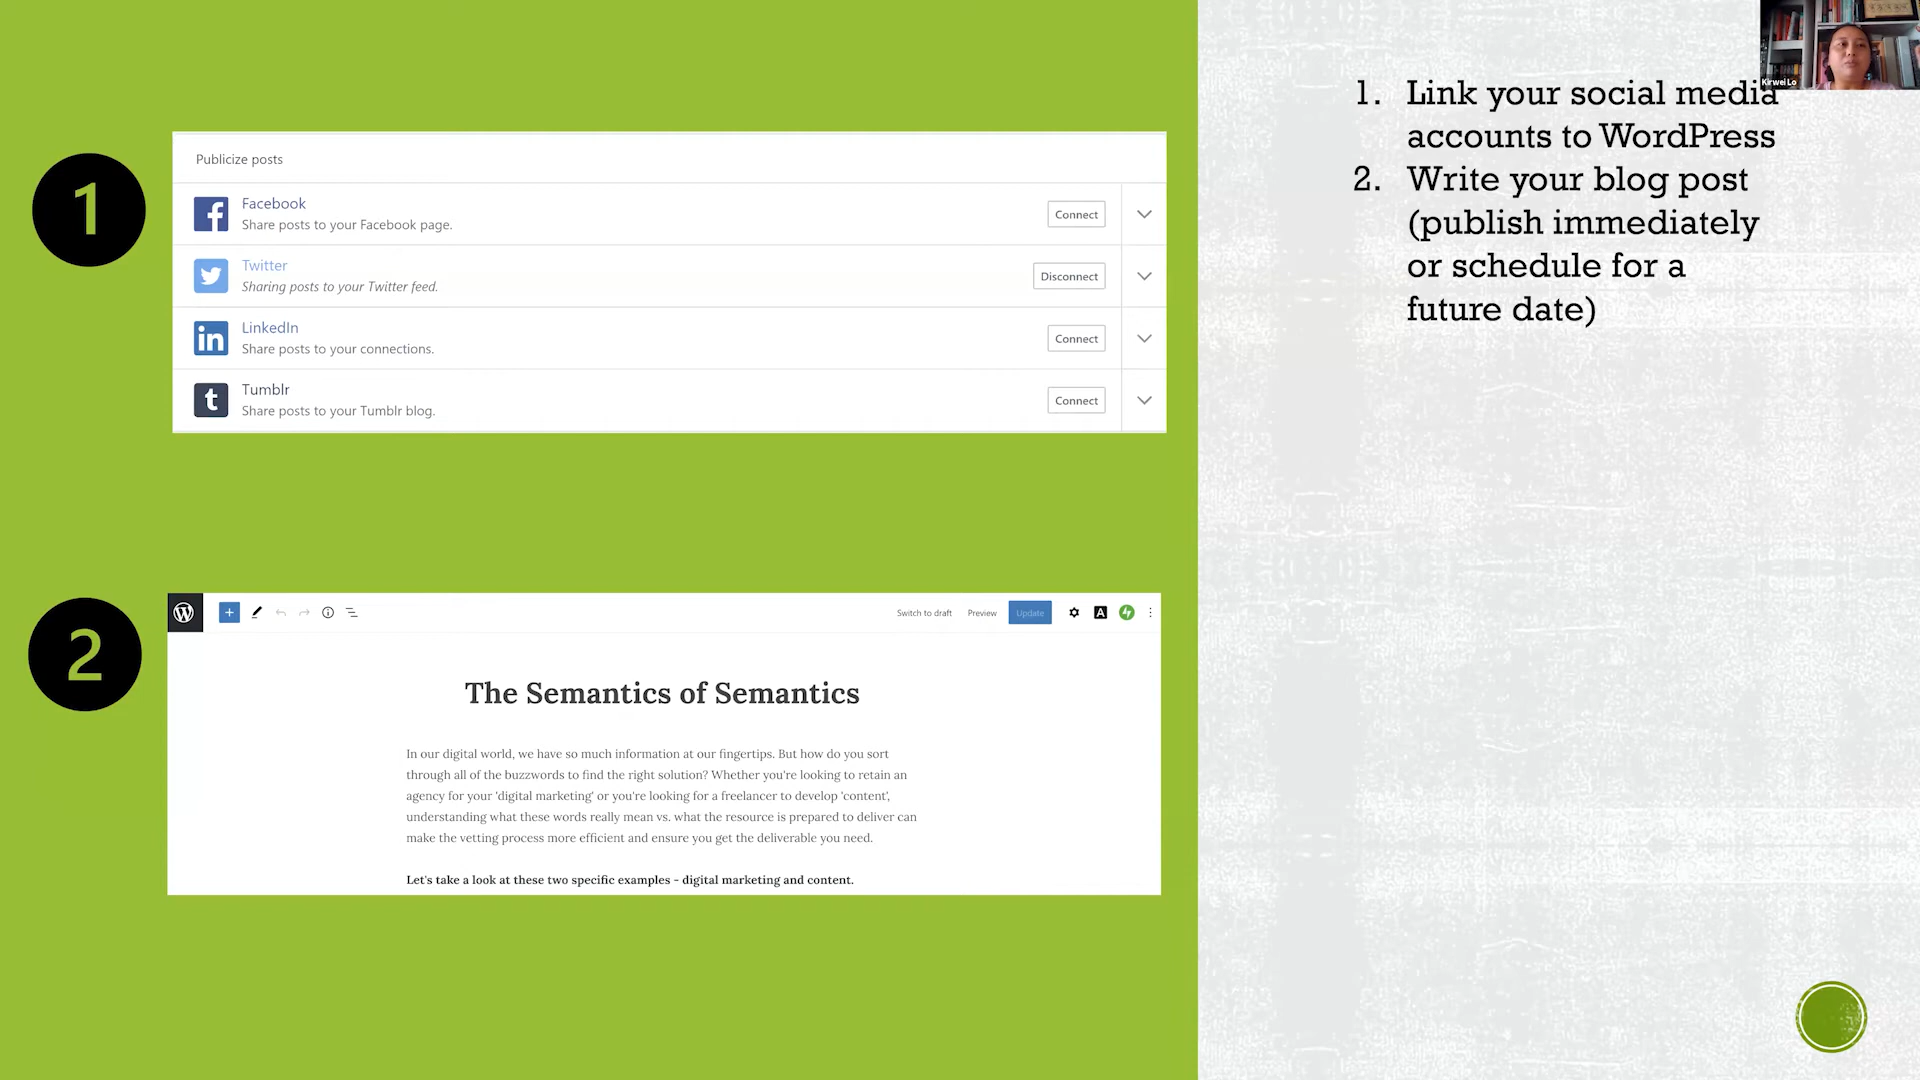 1
Publicize posts
Facebook
Share posts to your Facebook page.
Connect
Twitter
Sharing posts to your Twitter feed.
Disconnect
LinkedIn
Share posts to your connections.
Connect
Tumblr
Share posts to your Tumblr blog.
Connect
2
Switch to draft
Preview
Update
The Semantics of Semantics
In our digital world, we have so much information at our fingertips. But how do you sort
through all of the buzzwords to find the right solution? Whether you're looking to retain an
agency for your 'digital marketing' or you're looking for a freelancer to develop 'content',
understanding what these words really mean vs. what the resource is prepared to deliver can
make the vetting process more efficient and ensure you get the deliverable you need.
Let's take a look at these two specific examples - digital marketing and content.
Kirwei Lo
1. Link your social media
accounts to WordPress
2. Write your blog post
(publish immediately
or schedule for a
future date)